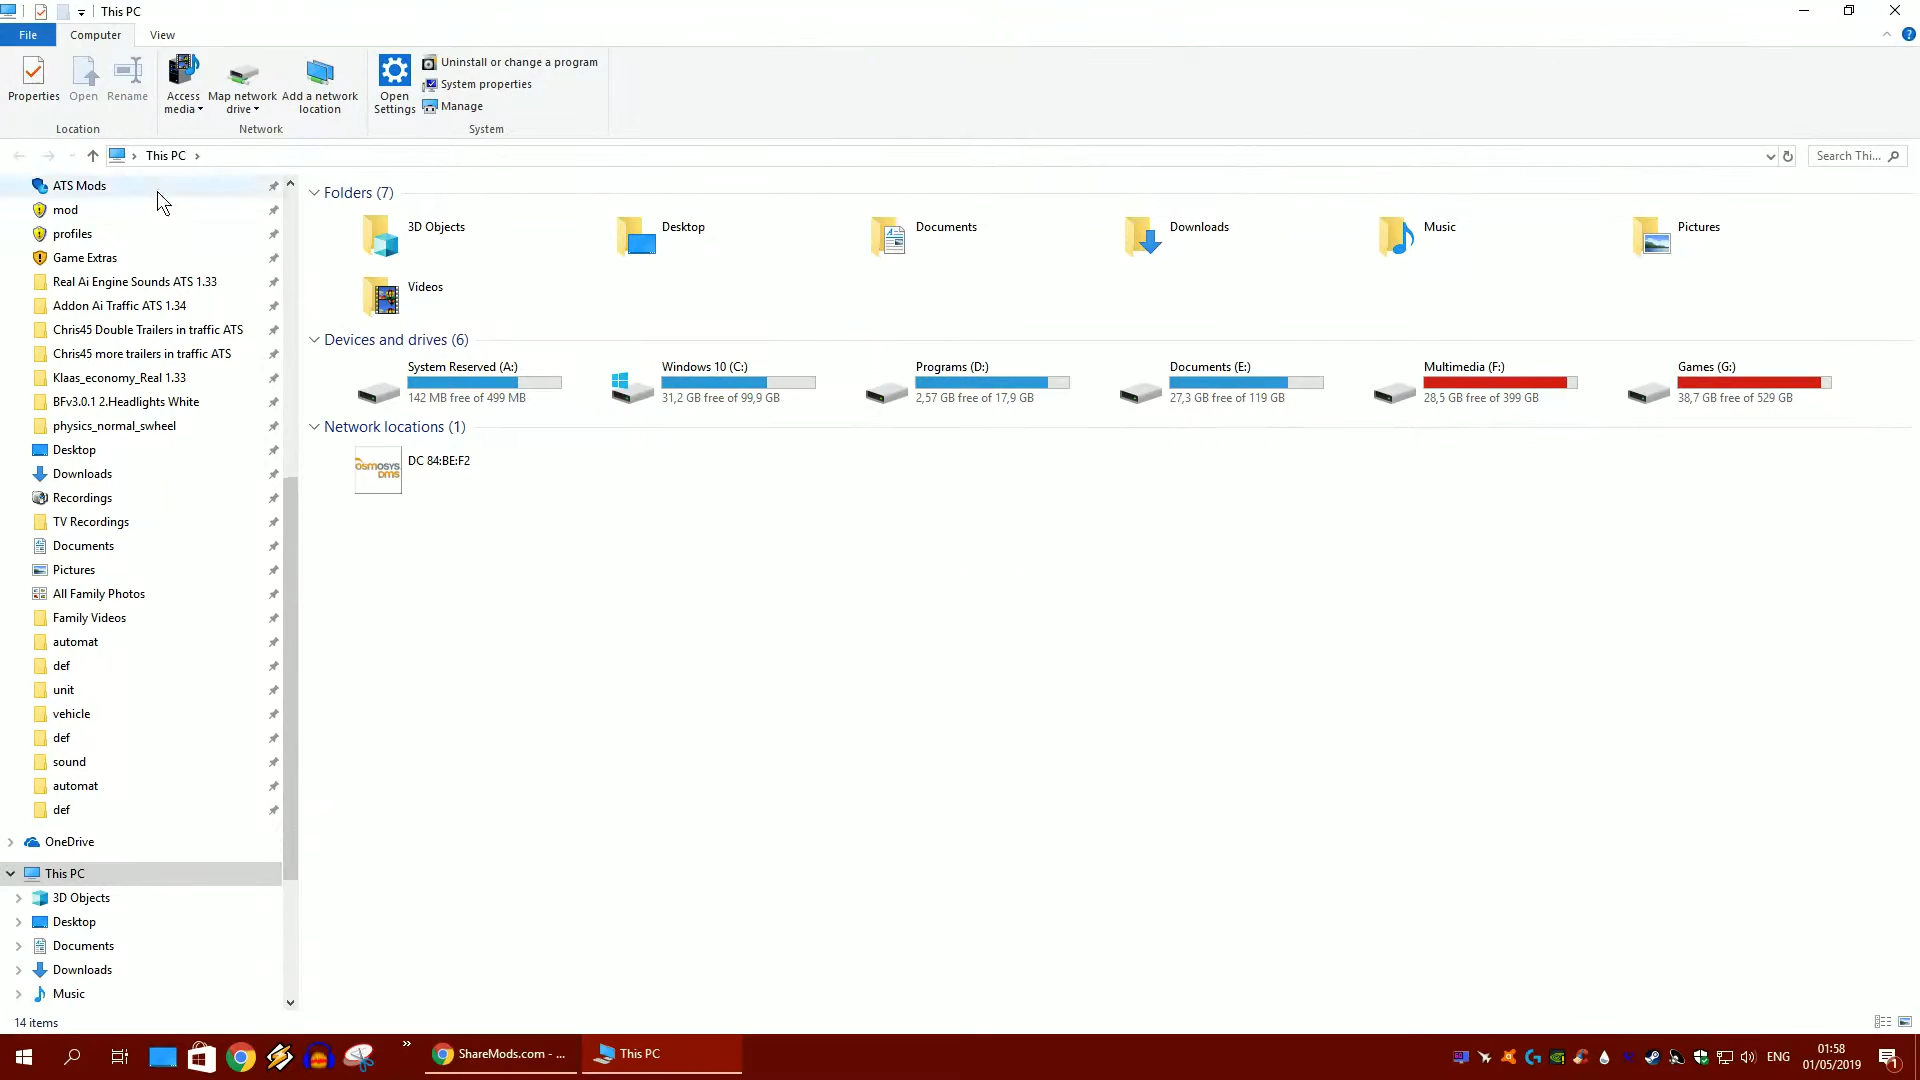 This PC
File
Computer
View
Properties
Open
Rename
Access media
Map network drive
Add a network location
Open Settings
Uninstall or change a program
System properties
Manage
Location
Network
System
This PC
Search Thi...
ATS Mods
mod
profiles
Game Extras
Real Ai Engine Sounds ATS 1.33
Addon Ai Traffic ATS 1.34
Chris45 Double Trailers in traffic ATS
Chris45 more trailers in traffic ATS
Klaas_economy_Real 1.33
BFv3.0.1 2.Headlights White
physics_normal_swheel
Desktop
Downloads
Recordings
TV Recordings
Documents
Pictures
All Family Photos
Family Videos
automat
def
unit
vehicle
def
sound
automat
def
OneDrive
This PC
3D Objects
Desktop
Documents
Downloads
Music
Folders (7)
3D Objects
Desktop
Documents
Downloads
Music
Pictures
Videos
Devices and drives (6)
System Reserved (A:)
142 MB free of 499 MB
Windows 10 (C:)
31,2 GB free of 99,9 GB
Programs (D:)
2,57 GB free of 17,9 GB
Documents (E:)
27,3 GB free of 119 GB
Multimedia (F:)
28,5 GB free of 399 GB
Games (G:)
38,7 GB free of 529 GB
Network locations (1)
osmosys
DMS
DC 84:BE:F2
14 items
ShareMods.com - ...
This PC
ENG
01:58
01/05/2019
1